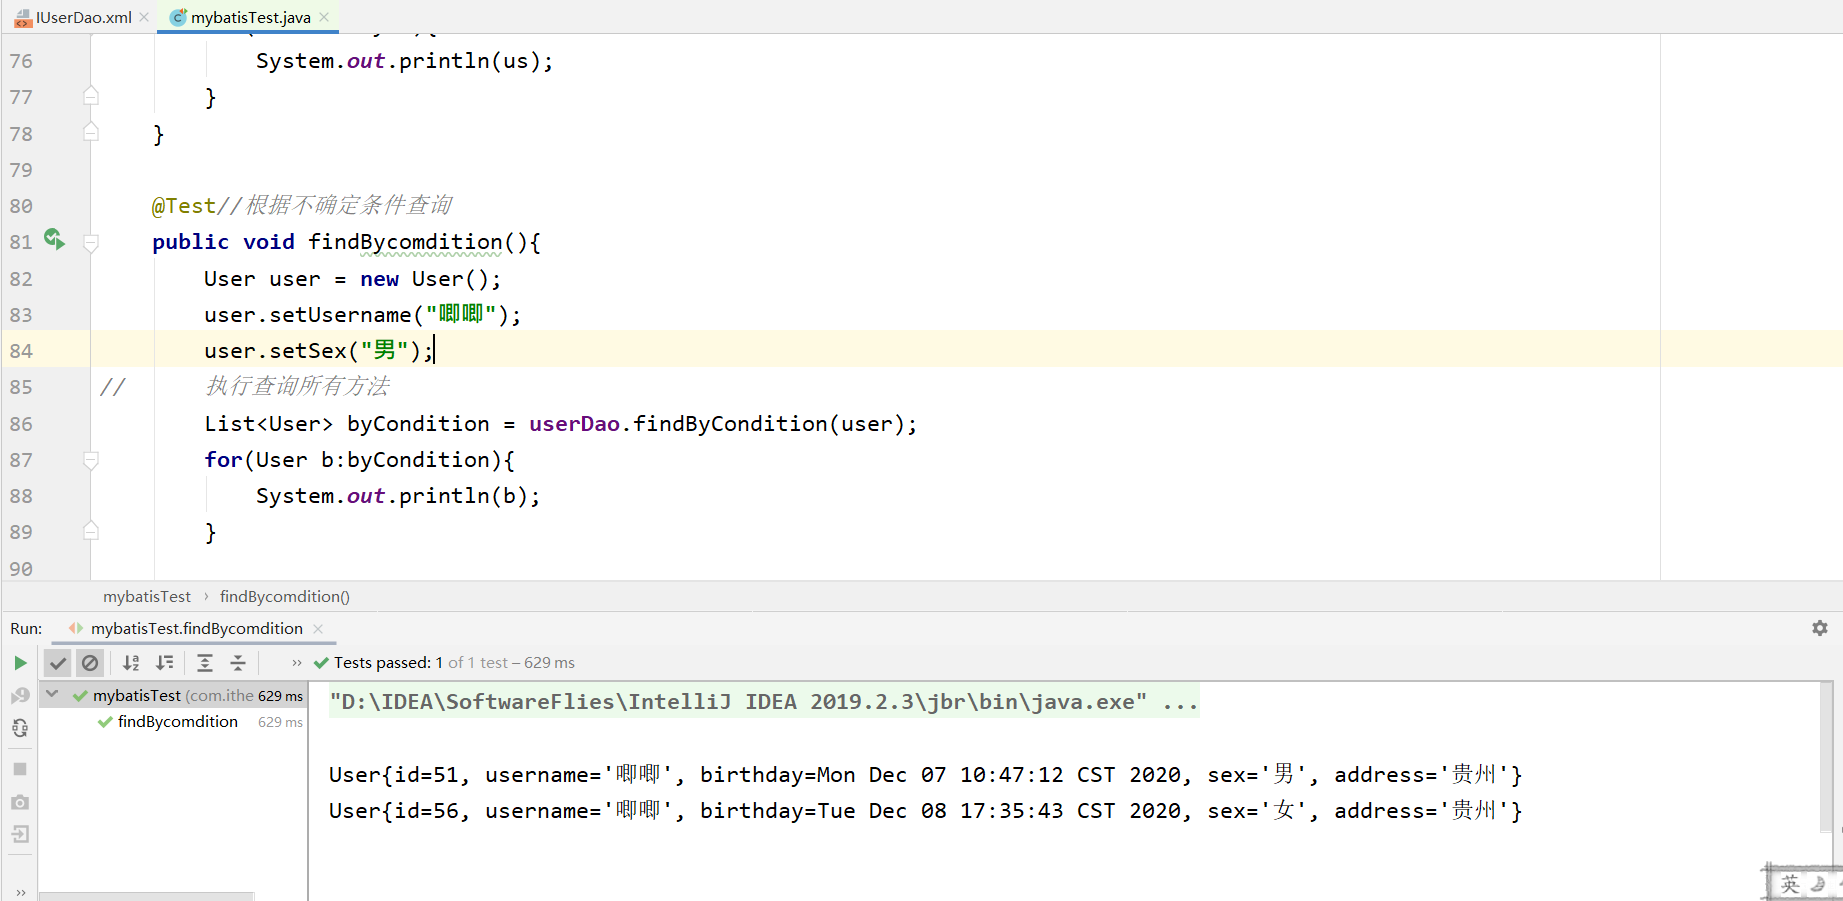 IUserDao.xml mybatisTest.java
76 System.out.println(us);
77 }
78 }
79
80 @Test//根据不确定条件查询
81 public void findBycomdition(){
82 User user = new User();
83 user.setUsername("唧唧");
84 user.setSex("男");
85 // 执行查询所有方法
86 List<User> byCondition = userDao.findByCondition(user);
87 for(User b:byCondition){
88 System.out.println(b);
89 }
90
mybatisTest › findBycomdition()
Run: mybatisTest.findBycomdition
» Tests passed: 1 of 1 test – 629 ms
mybatisTest (com.ithe 629 ms
findBycomdition 629 ms
"D:\IDEA\SoftwareFlies\IntelliJ IDEA 2019.2.3\jbr\bin\java.exe" ...
User{id=51, username='唧唧', birthday=Mon Dec 07 10:47:12 CST 2020, sex='男', address='贵州'}
User{id=56, username='唧唧', birthday=Tue Dec 08 17:35:43 CST 2020, sex='女', address='贵州'}
»
英